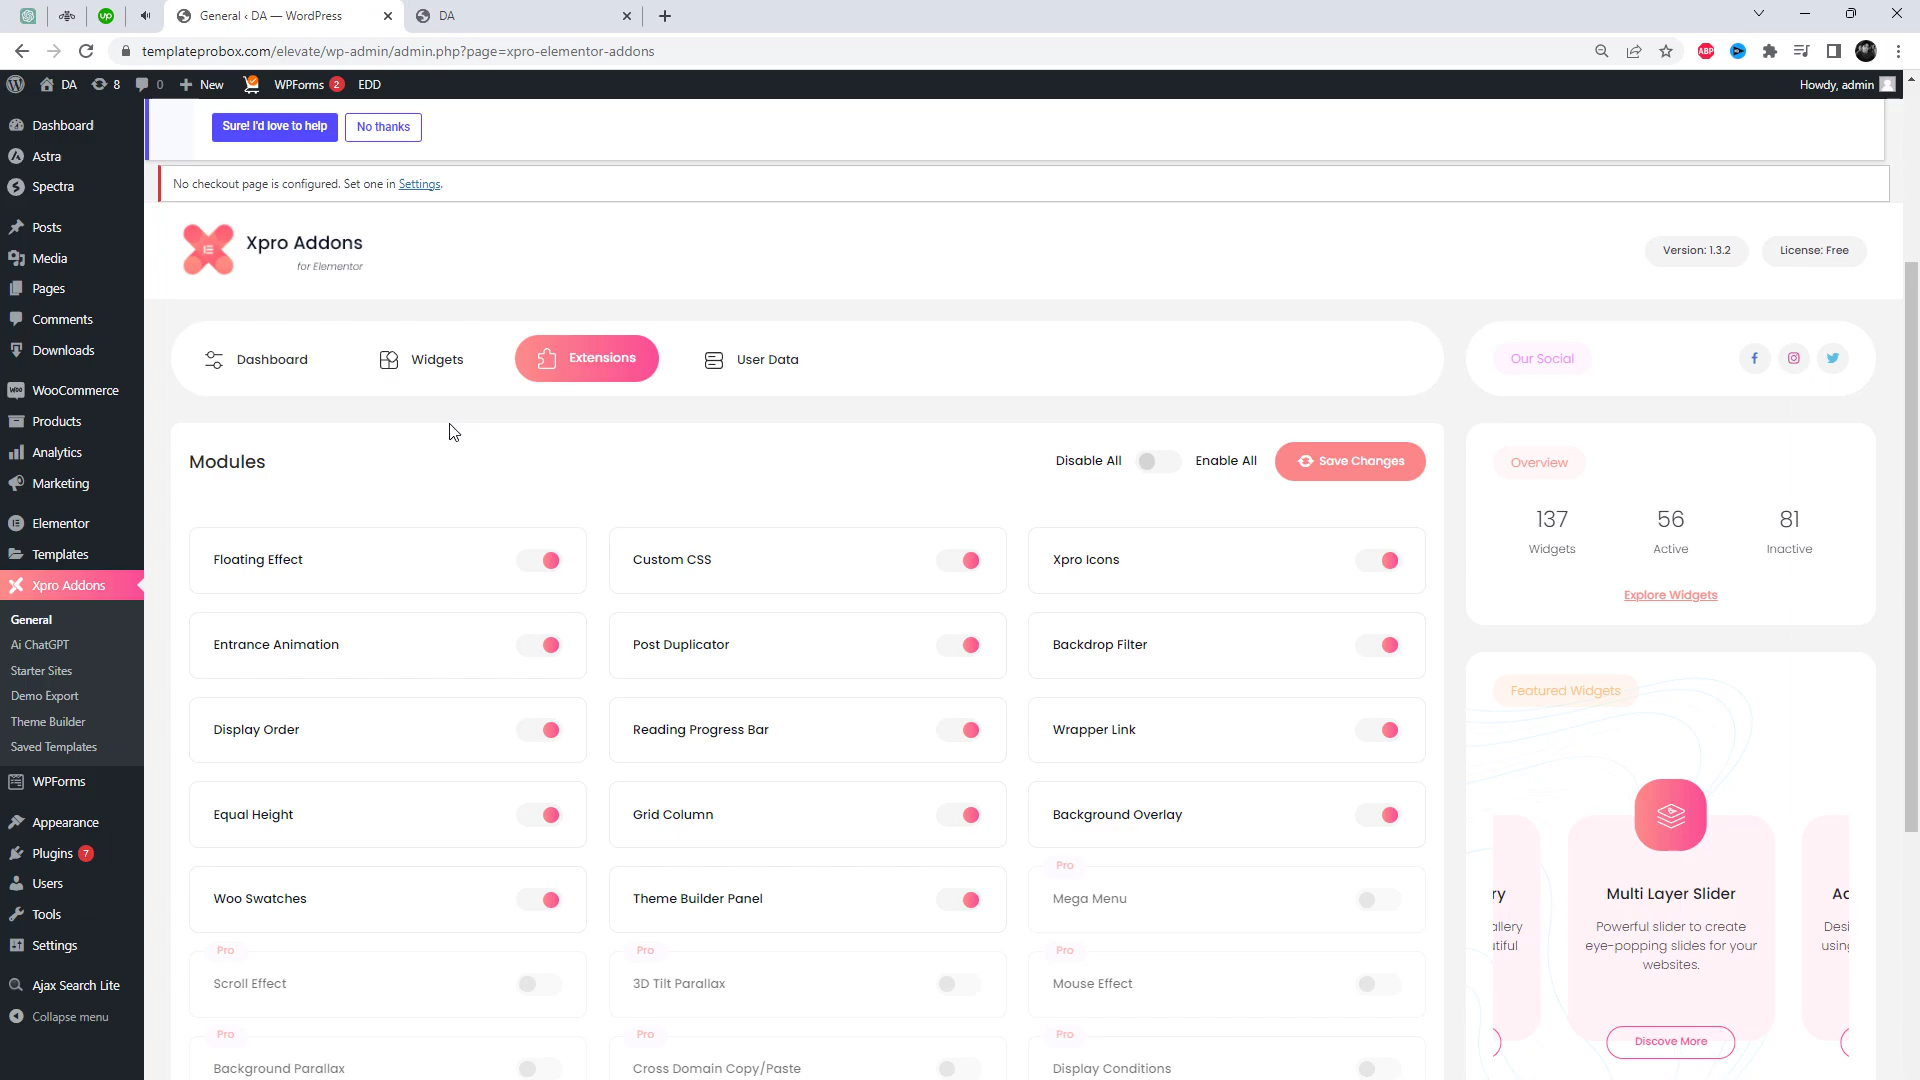 General ‹ DA — WordPress
DA
templateprobox.com/elevate/wp-admin/admin.php?page=xpro-elementor-addons
DA
8
0
New
WPForms 2
EDD
Howdy, admin
Dashboard
Astra
Spectra
Posts
Media
Pages
Comments
Downloads
WooCommerce
Products
Analytics
Marketing
Elementor
Templates
Xpro Addons
General
Ai ChatGPT
Starter Sites
Demo Export
Theme Builder
Saved Templates
WPForms
Appearance
Plugins 7
Users
Tools
Settings
Ajax Search Lite
Collapse menu
Sure! I'd love to help
No thanks
No checkout page is configured. Set one in Settings.
Xpro Addons
for Elementor
Version: 1.3.2
License: Free
Dashboard
Widgets
Extensions
User Data
Our Social
Modules
Disable All
Enable All
Save Changes
Floating Effect
Custom CSS
Xpro Icons
Entrance Animation
Post Duplicator
Backdrop Filter
Display Order
Reading Progress Bar
Wrapper Link
Equal Height
Grid Column
Background Overlay
Woo Swatches
Theme Builder Panel
Pro
Mega Menu
Pro
Scroll Effect
Pro
3D Tilt Parallax
Pro
Mouse Effect
Pro
Background Parallax
Pro
Cross Domain Copy/Paste
Pro
Display Conditions
Overview
137
56
81
Widgets
Active
Inactive
Explore Widgets
Featured Widgets
ry
allery
utiful
Multi Layer Slider
Powerful slider to create
eye-popping slides for your
websites.
Discove More
Ac
Desi
using